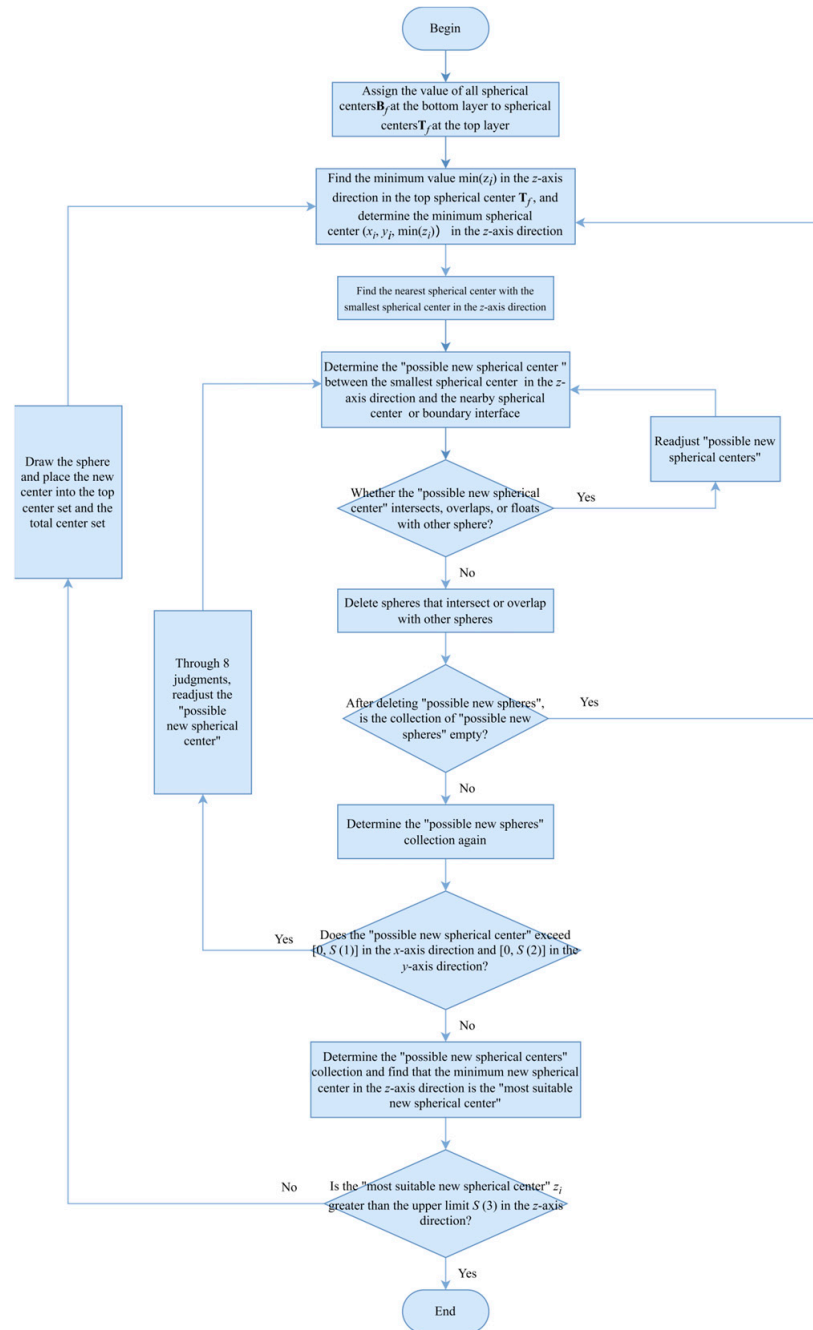 Begin
Assign the value of all spherical
centersB_f at the bottom layer to spherical
centersT_f at the top layer
Find the minimum value min(z_i) in the z-axis
direction in the top spherical center T_f, and
determine the minimum spherical
center (x_i, y_i, min(z_i)) in the z-axis direction
Find the nearest spherical center with the
smallest spherical center in the z-axis direction
Determine the "possible new spherical center "
between the smallest spherical center in the z-
axis direction and the nearby spherical
center or boundary interface
Readjust "possible new
spherical centers"
Draw the sphere
and place the new
center into the top
center set and the
total center set
Whether the "possible new spherical
center" intersects, overlaps, or floats
with other sphere?
Yes
No
Delete spheres that intersect or overlap
with other spheres
Through 8
judgments,
readjust the
"possible
new spherical
center"
After deleting "possible new spheres",
is the collection of "possible new
spheres" empty?
Yes
No
Determine the "possible new spheres"
collection again
Does the "possible new spherical center" exceed
[0, S (1)] in the x-axis direction and [0, S (2)] in the
y-axis direction?
Yes
No
Determine the "possible new spherical centers"
collection and find that the minimum new spherical
center in the z-axis direction is the "most suitable
new spherical center"
Is the "most suitable new spherical center" z_i
greater than the upper limit S (3) in the z-axis
direction?
No
Yes
End